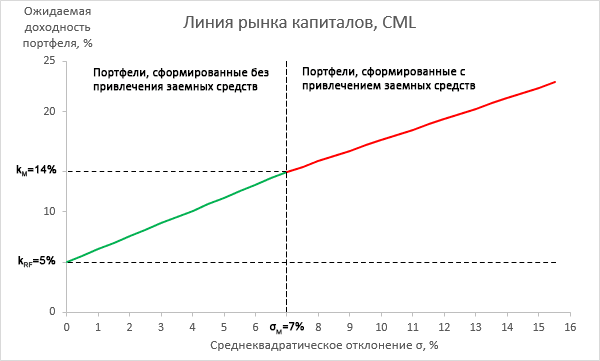 Ожидаемая
доходность
портфеля, %
Линия рынка капиталов, CML
25
Портфели, сформированные без
привлечения заемных средств
Портфели, сформированные с
привлечением заемных средств
20
kM=14%
10
kRF=5%
0
0 1 2 3 4 5 6 σM=7% 8 9 10 11 12 13 14 15 16
Среднеквадратическое отклонение σ, %